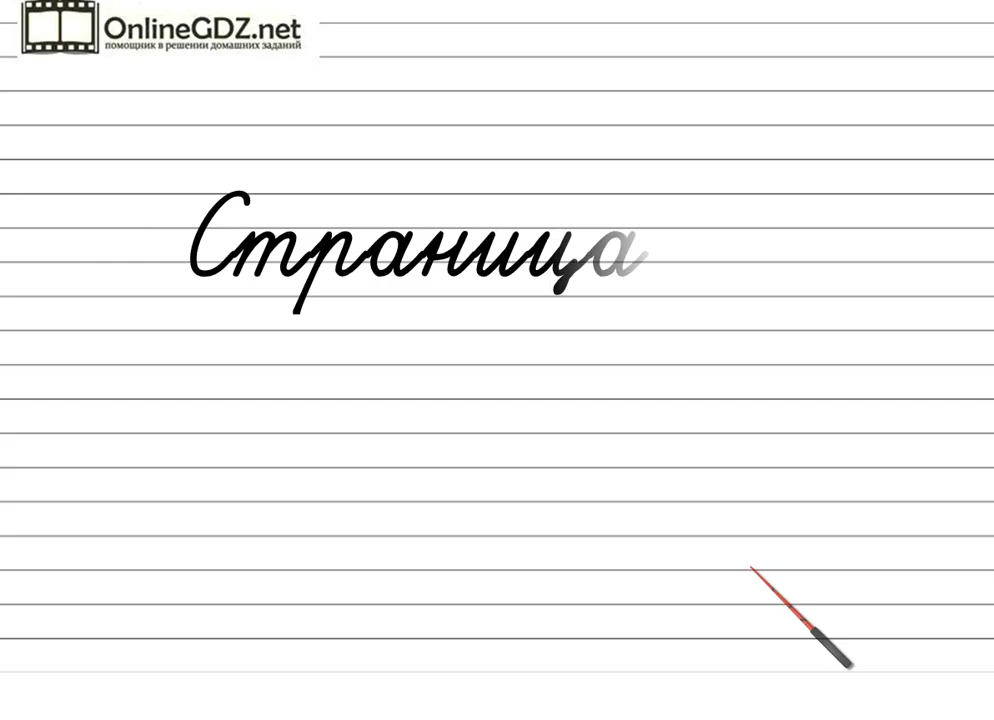 OnlineGDZ.net
помощник в решении домашних заданий
Страница